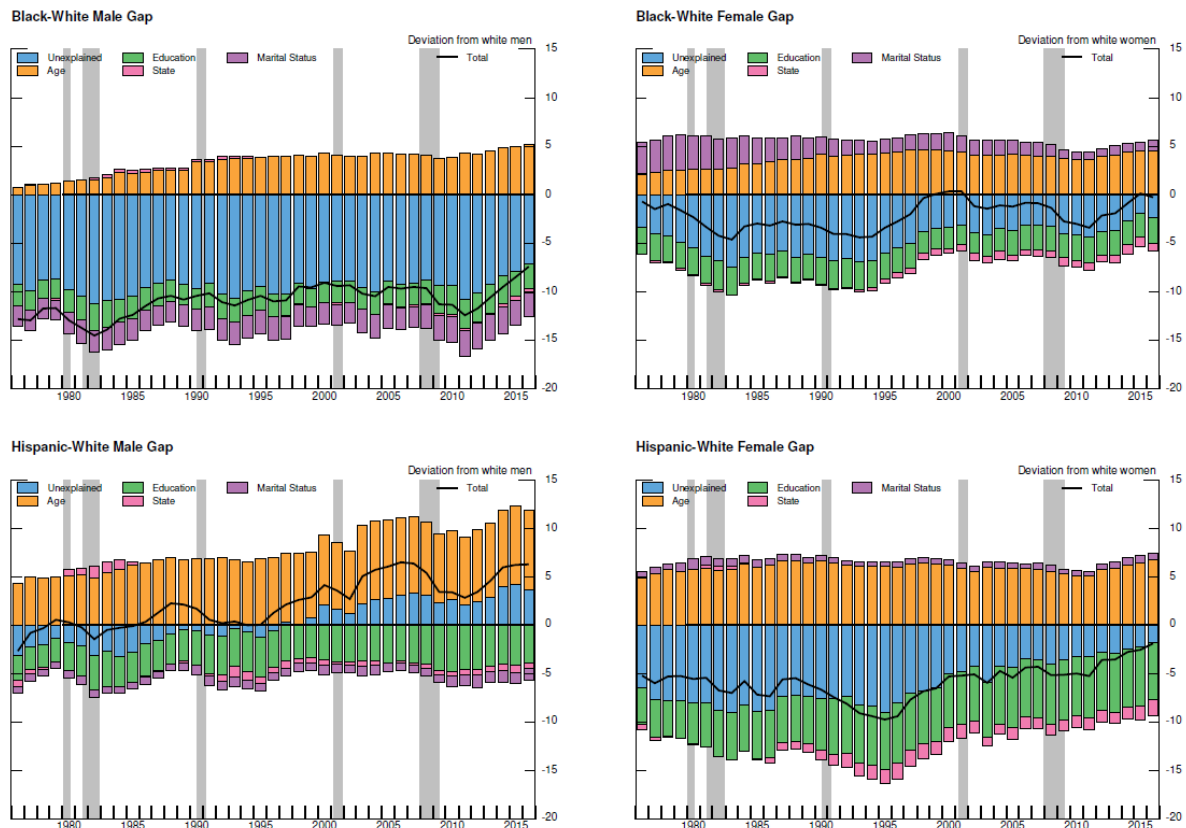 Black-White Male Gap
Deviation from white men
Unexplained Education Marital Status
Age State Total
15
10
5
0
-5
-10
-15
-20
1980 1985 1990 1995 2000 2005 2010 2015
Black-White Female Gap
Deviation from white women
Unexplained Education Marital Status
Age State Total
15
10
5
0
-5
-10
-15
-20
1980 1985 1990 1995 2000 2005 2010 2015
Hispanic-White Male Gap
Deviation from white men
Unexplained Education Marital Status
Age State Total
15
10
5
0
-5
-10
-15
-20
1980 1985 1990 1995 2000 2005 2010 2015
Hispanic-White Female Gap
Deviation from white women
Unexplained Education Marital Status
Age State Total
15
10
5
0
-5
-10
-15
-20
1980 1985 1990 1995 2000 2005 2010 2015